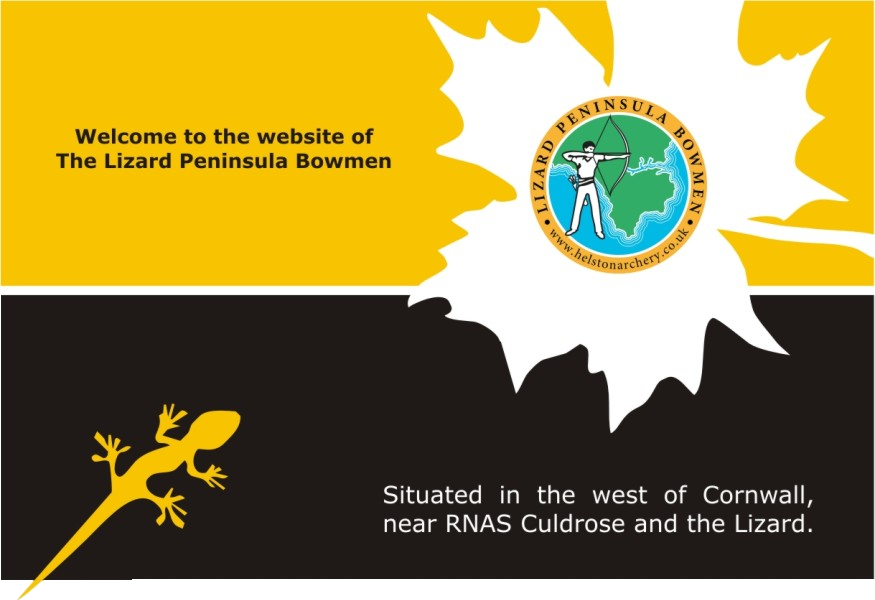 Welcome to the website of
The Lizard Peninsula Bowmen
LIZARD PENINSULA BOWMEN
www.helstonarchery.co.uk
Situated in the west of Cornwall,
near RNAS Culdrose and the Lizard.